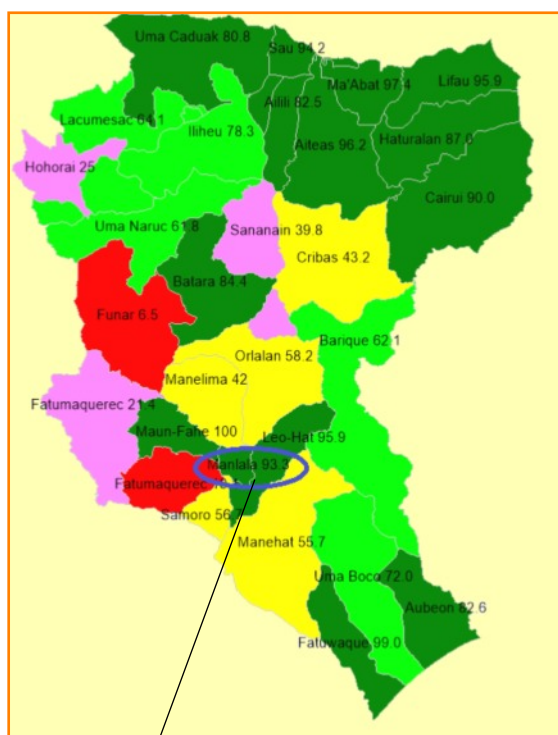 Uma Caduak 80.8
Sau 94.2
Ma'Abat 97.4
Lifau 95.9
Ailili 82.5
Lacumesac 64.1
Iliheu 78.3
Aiteas 96.2
Haturalan 87.6
Hohorai 25
Cairui 90.0
Uma Naruc 61.8
Sananain 39.8
Cribas 43.2
Batara 84.4
Funar 6.5
Barique 62.1
Orlalan 58.2
Manelima 42
Fatumaquerec 21.4
Maun-Fahe 100
Leo-Hat 95.9
Manlala 93.3
Fatumaquerec
Samoro 56.7
Manehat 55.7
Uma Boco 72.0
Aubeon 82.6
Fatuwaque 99.0